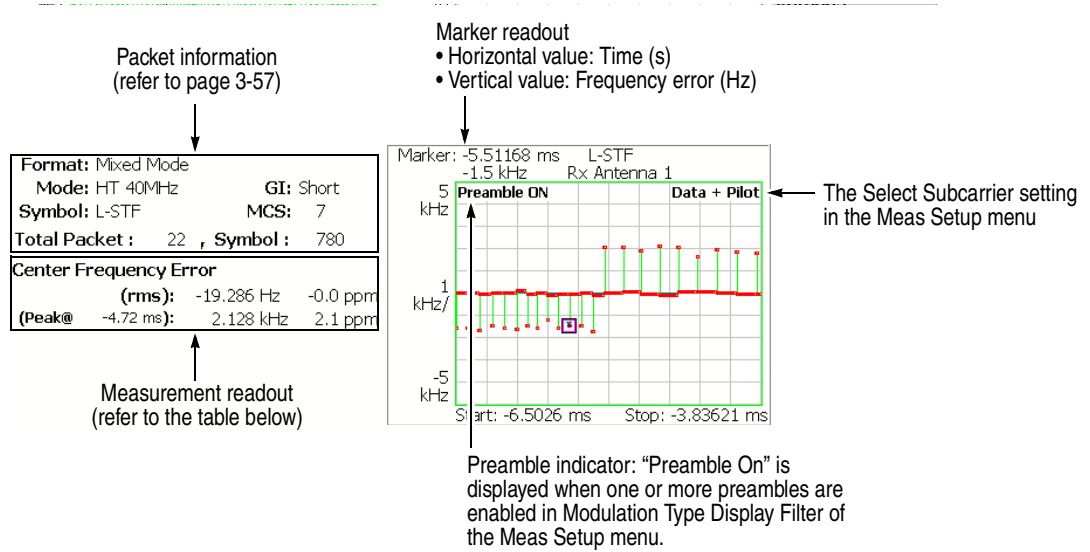 Marker readout
• Horizontal value: Time (s)
• Vertical value: Frequency error (Hz)
Packet information
(refer to page 3-57)
Format: Mixed Mode
Mode: HT 40MHz GI: Short
Symbol: L-STF MCS: 7
Total Packet : 22 , Symbol : 780
Center Frequency Error
(rms): -19.286 Hz -0.0 ppm
(Peak@ -4.72 ms): 2.128 kHz 2.1 ppm
Measurement readout
(refer to the table below)
Marker: -5.51168 ms L-STF
-1.5 kHz Rx Antenna 1
5
kHz
Preamble ON Data + Pilot
1
kHz/
-5
kHz
Start: -6.5026 ms Stop: -3.83621 ms
The Select Subcarrier setting
in the Meas Setup menu
Preamble indicator: “Preamble On” is
displayed when one or more preambles are
enabled in Modulation Type Display Filter of
the Meas Setup menu.